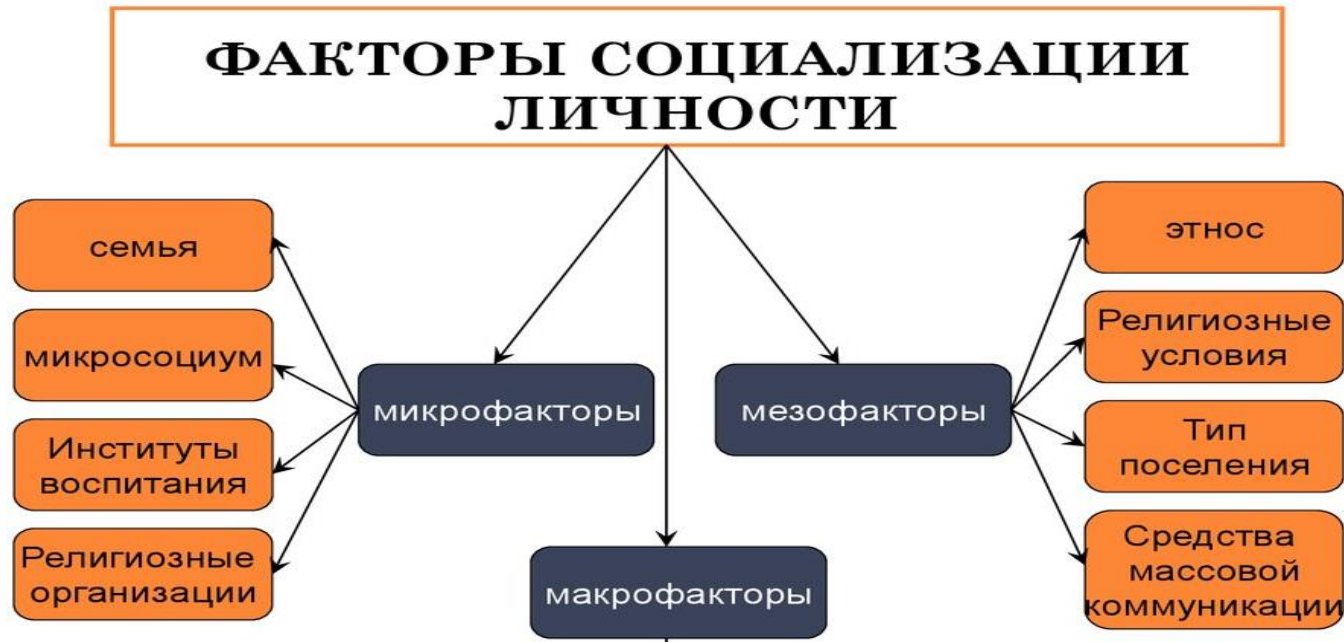 ФАКТОРЫ СОЦИАЛИЗАЦИИ
ЛИЧНОСТИ
семья
микросоциум
Институты
воспитания
Религиозные
организации
микрофакторы
мезофакторы
макрофакторы
этнос
Религиозные
условия
Тип
поселения
Средства
массовой
коммуникации